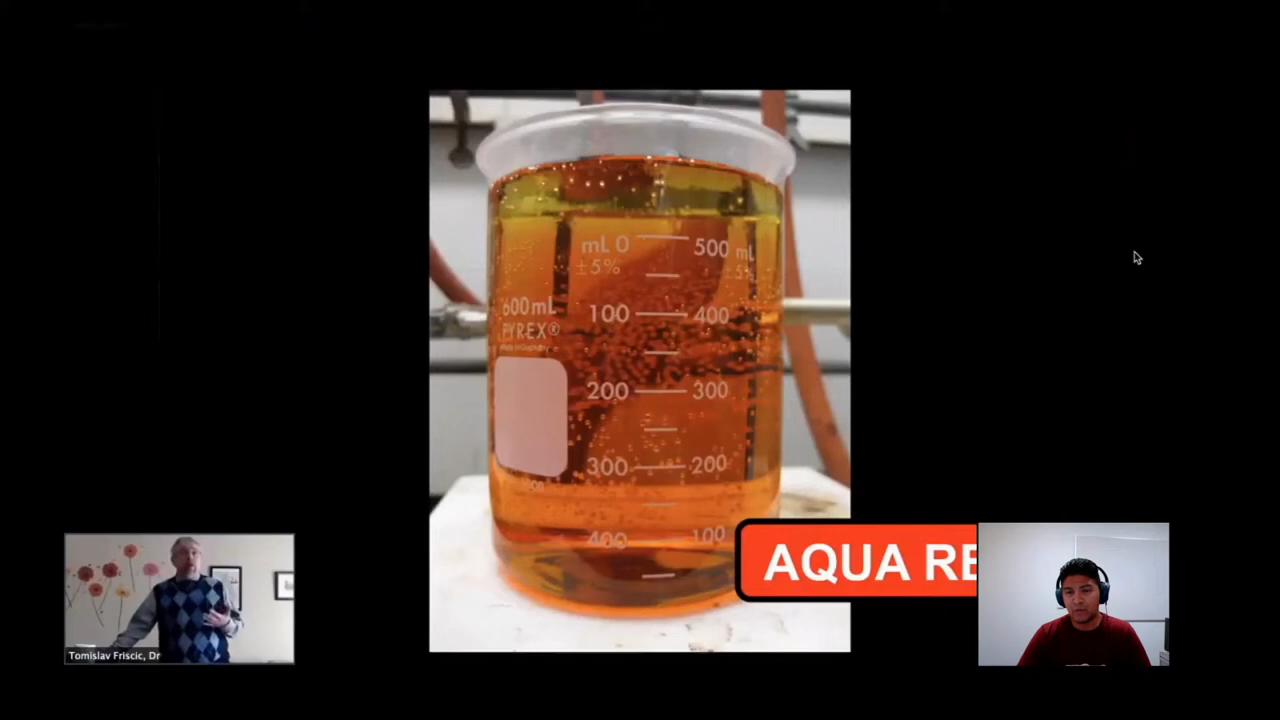 mL 0
500 mL
±5%
±5%
600 mL
100
400
PYREX®
200
300
300
200
400
100
AQUA RE
Tomislav Friscic, Dr